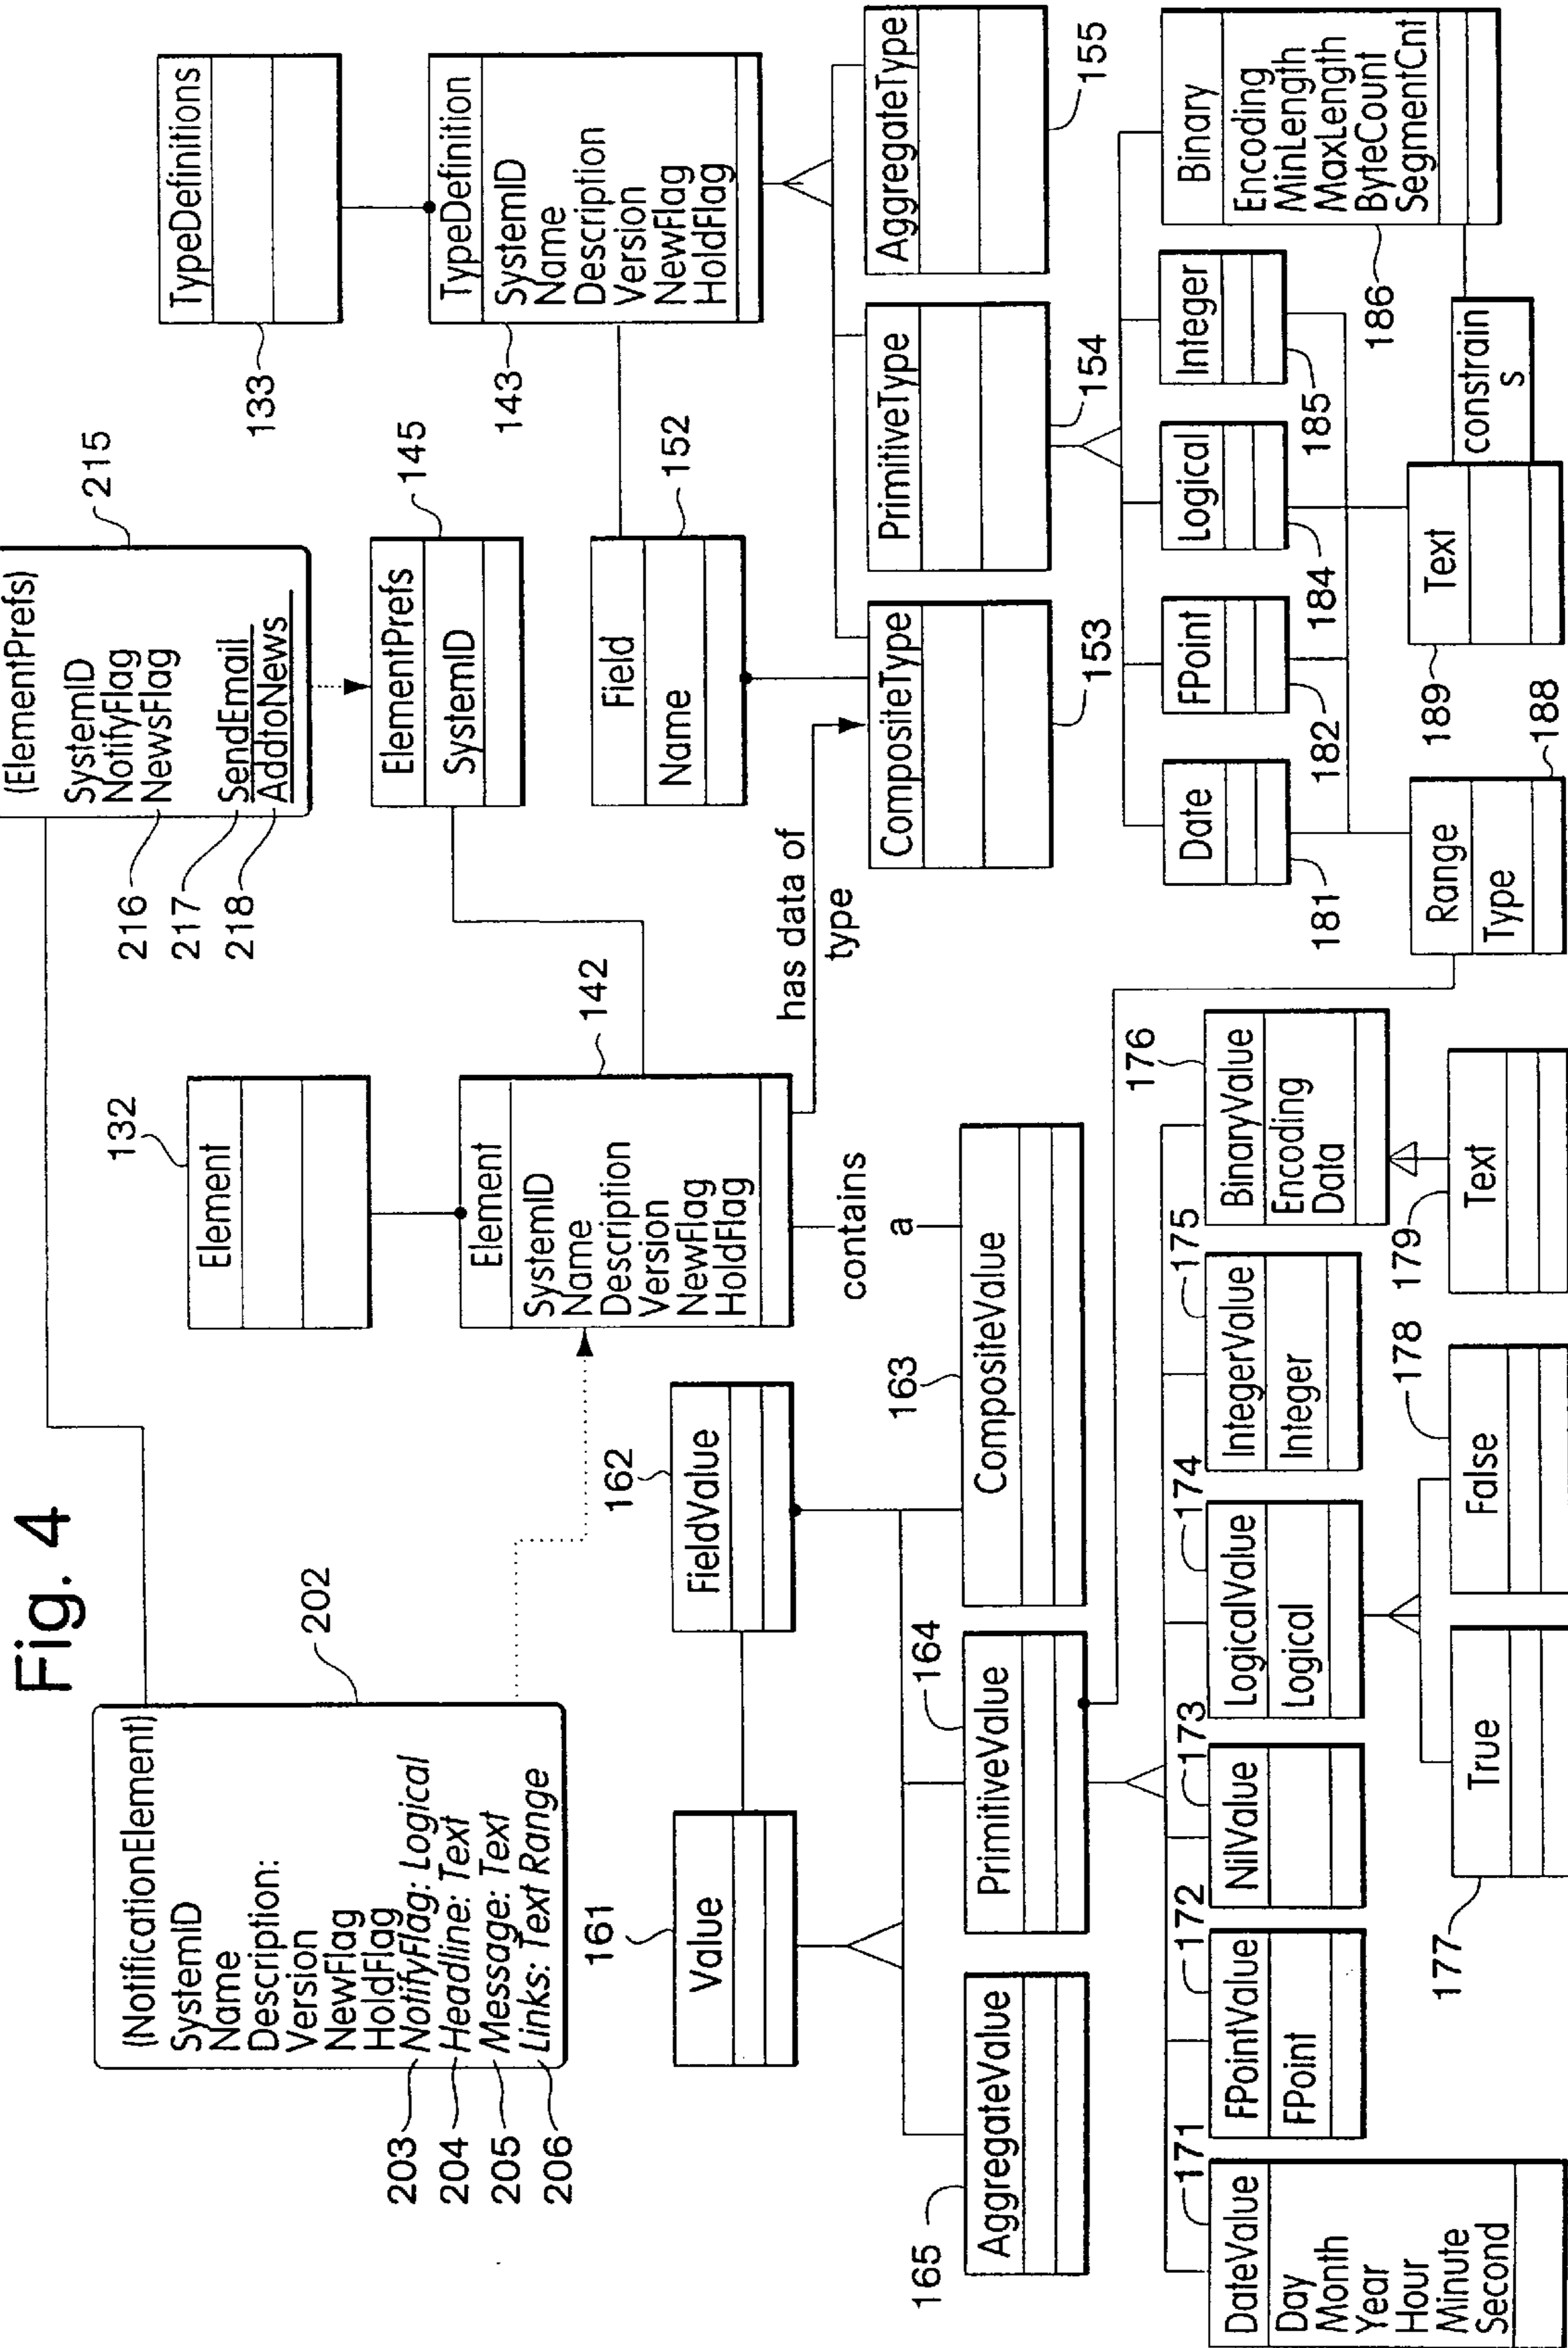 Fig. 4
(NotificationElement)
SystemID
Name
Description:
Version
NewFlag
HoldFlag
NotifyFlag: Logical
Headline: Text
Message: Text
Links: Text Range
202
203
204
205
206
(ElementPrefs)
SystemID
NotifyFlag
NewsFlag
SendEmail
AddtoNews
215
216
217
218
132
Element
Element
SystemID
Name
Description
Version
NewFlag
HoldFlag
142
ElementPrefs
SystemID
145
TypeDefinitions
133
TypeDefinition
SystemID
Name
Description
Version
NewFlag
HoldFlag
143
Field
Name
152
has data of
type
contains
a
161
Value
162
FieldValue
165
AggregateValue
164
PrimitiveValue
163
CompositeValue
CompositeType
153
PrimitiveType
154
AggregateType
155
171
DateValue
Day
Month
Year
Hour
Minute
Second
172
FPointValue
FPoint
173
NilValue
174
LogicalValue
Logical
175
IntegerValue
Integer
176
BinaryValue
Encoding
Data
177
True
178
False
179
Text
Date
181
FPoint
182
Logical
184
Integer
185
Binary
Encoding
MinLength
MaxLength
ByteCount
SegmentCnt
186
Range
Type
188
189
Text
constrain
s